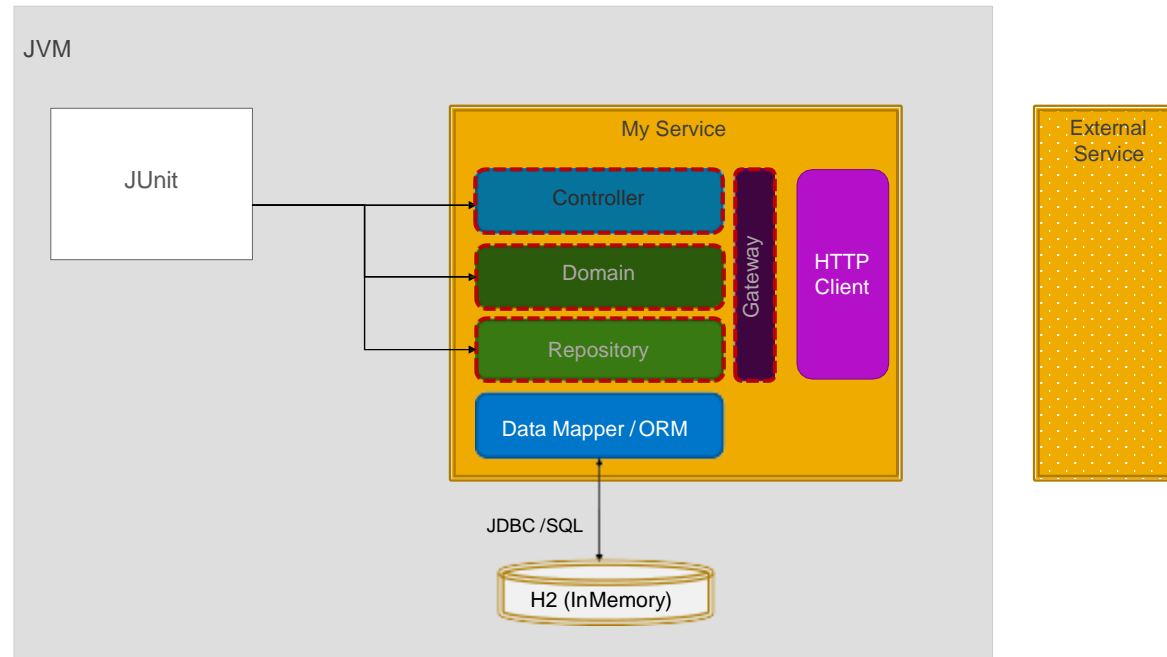 JVM
JUnit
My Service
External
Service
Controller
Domain
Repository
Gateway
HTTP
Client
Data Mapper / ORM
JDBC / SQL
H2 (InMemory)